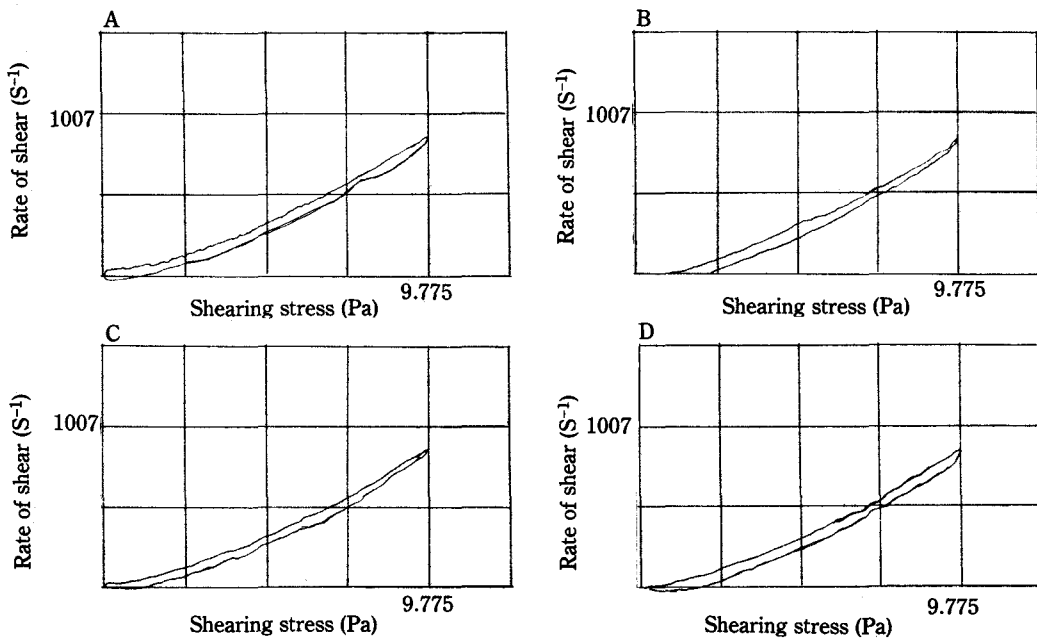 A
Rate of shear (S⁻¹)
1007
9.775
Shearing stress (Pa)
B
Rate of shear (S⁻¹)
1007
9.775
Shearing stress (Pa)
C
Rate of shear (S⁻¹)
1007
9.775
Shearing stress (Pa)
D
Rate of shear (S⁻¹)
1007
9.775
Shearing stress (Pa)